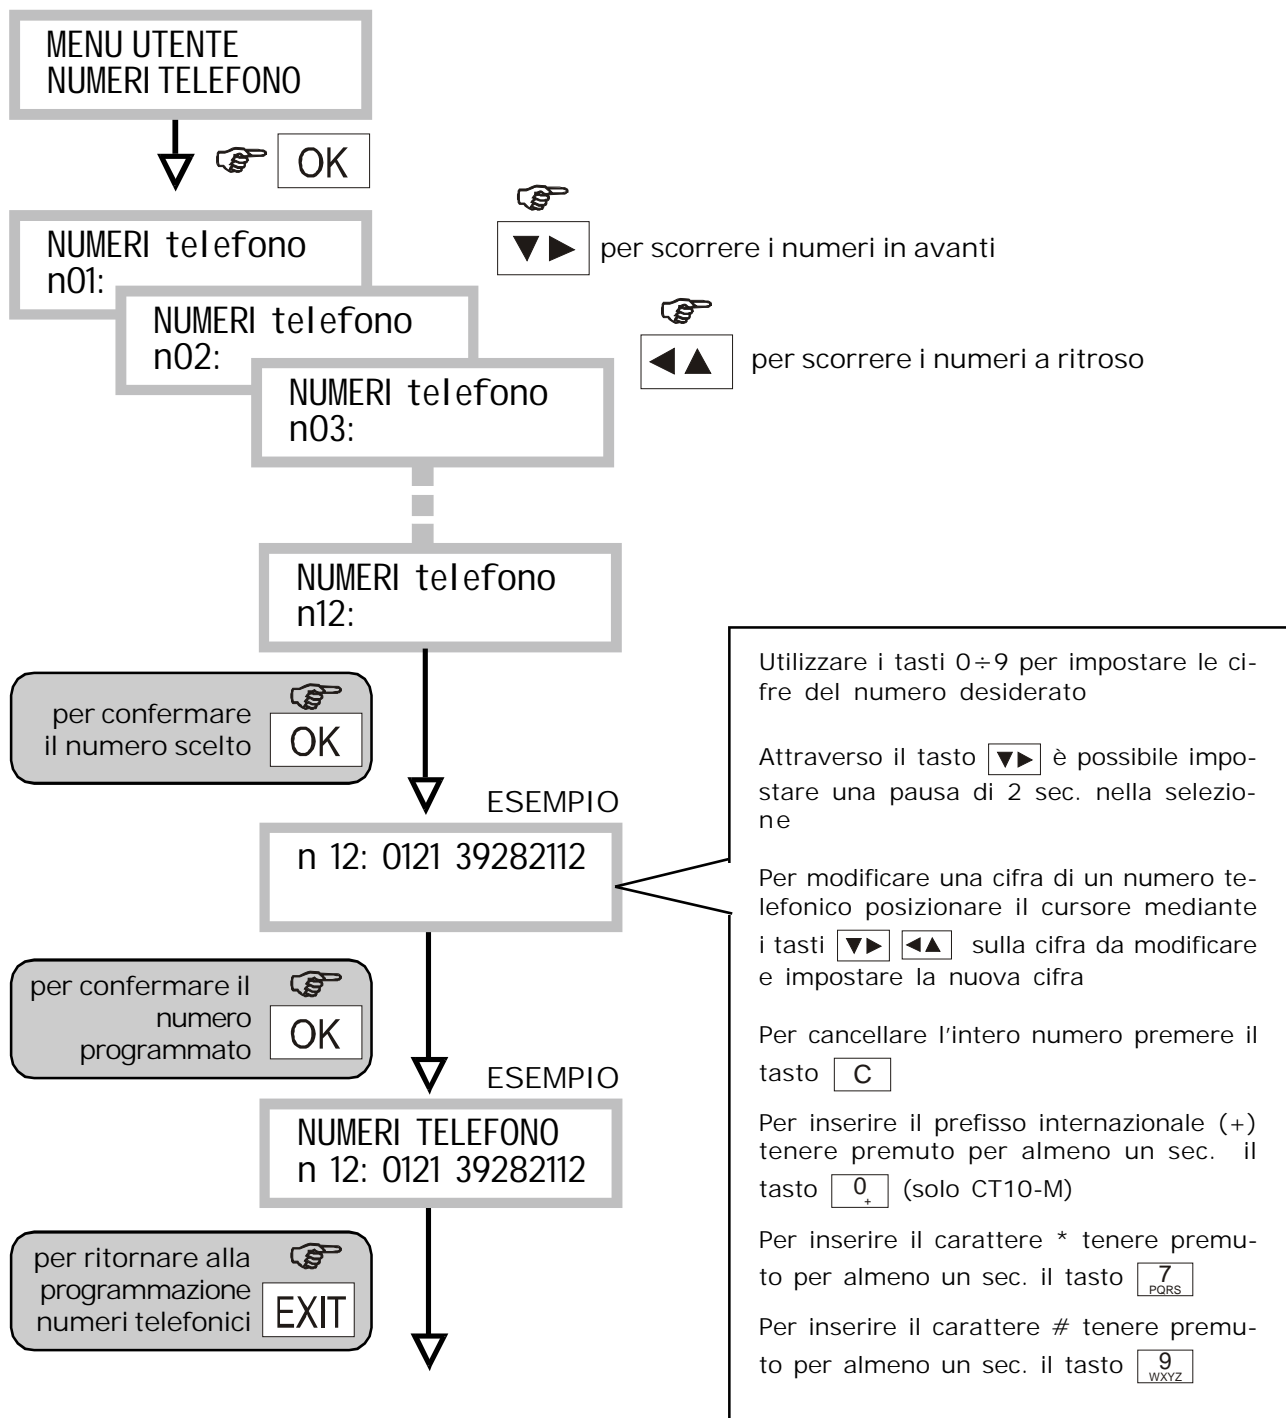 MENU UTENTE
NUMERI TELEFONO
OK
NUMERI telefono
n01:
▼▶ per scorrere i numeri in avanti
NUMERI telefono
n02:
◀▲ per scorrere i numeri a ritroso
NUMERI telefono
n03:
NUMERI telefono
n12:
per confermare
il numero scelto
OK
ESEMPIO
n 12: 0121 39282112
per confermare il
numero
programmato
OK
ESEMPIO
NUMERI TELEFONO
n 12: 0121 39282112
per ritornare alla
programmazione
numeri telefonici
EXIT
Utilizzare i tasti 0÷9 per impostare le ci-
fre del numero desiderato
Attraverso il tasto ▼▶ è possibile impo-
stare una pausa di 2 sec. nella selezio-
ne
Per modificare una cifra di un numero te-
lefonico posizionare il cursore mediante
i tasti ▼▶ ◀▲ sulla cifra da modificare
e impostare la nuova cifra
Per cancellare l'intero numero premere il
tasto C
Per inserire il prefisso internazionale (+)
tenere premuto per almeno un sec. il
tasto 0 + (solo CT10-M)
Per inserire il carattere * tenere premu-
to per almeno un sec. il tasto 7 PQRS
Per inserire il carattere # tenere premu-
to per almeno un sec. il tasto 9 WXYZ